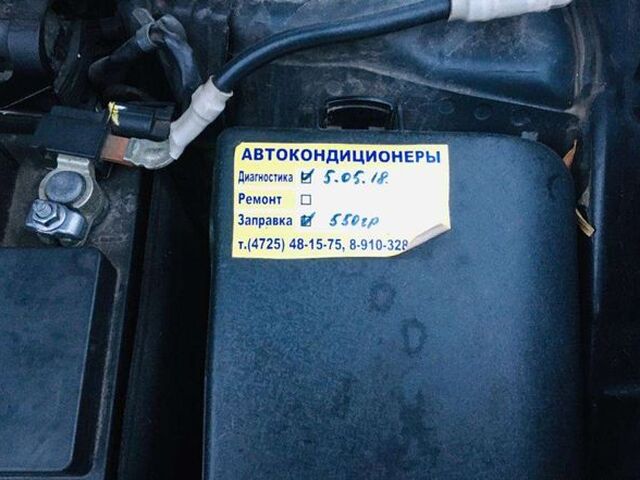 АВТОКОНДИЦИОНЕРЫ
Диагностика ☑ 5.05.18.
Ремонт ☐
Заправка ☑ 550гр
т.(4725) 48-15-75, 8-910-328